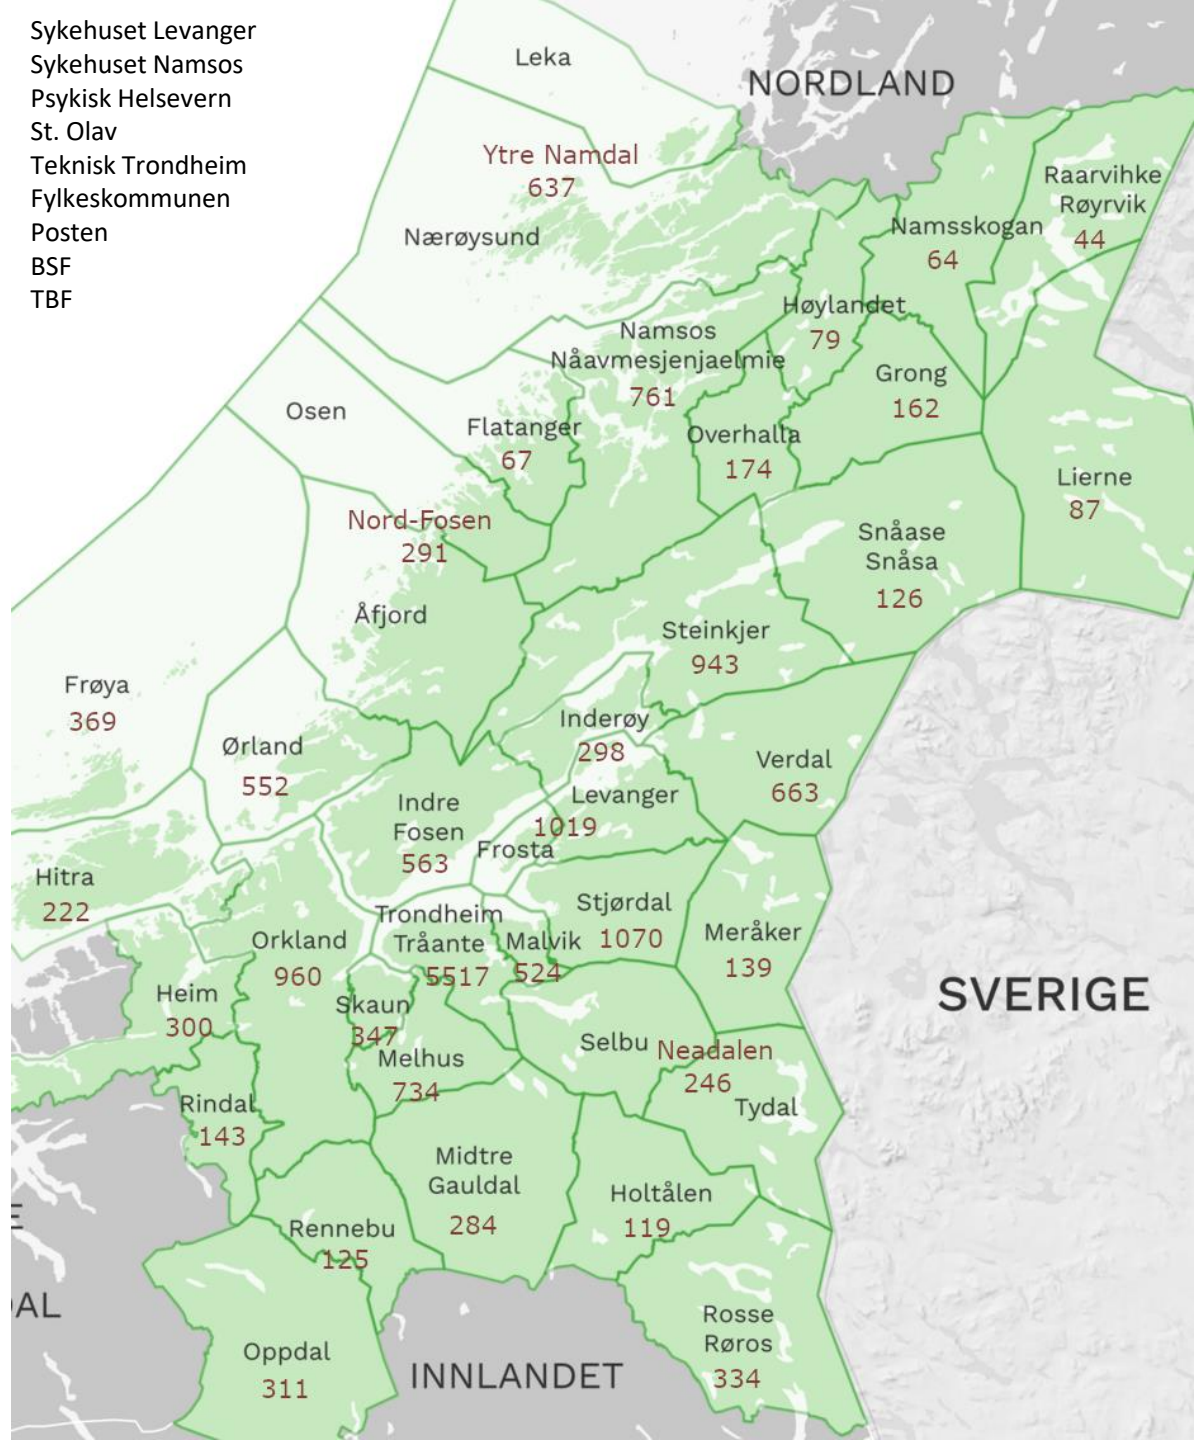 Sykehuset Levanger
Sykehuset Namsos
Psykisk Helsevern
St. Olav
Teknisk Trondheim
Fylkeskommunen
Posten
BSF
TBF
Leka
NORDLAND
Ytre Namdal
637
Raarvihke
Røyrvik
44
Nærøysund
Namsskogan
64
Høylandet
79
Namsos
Nåavmesjenjaelmie
761
Grong
162
Osen
Flatanger
67
Overhalla
174
Lierne
87
Nord-Fosen
291
Snåase
Snåsa
126
Åfjord
Steinkjer
943
Frøya
369
Inderøy
298
Ørland
552
Verdal
663
Indre
Fosen
563
Levanger
1019
Frosta
Hitra
222
Stjørdal
1070
Trondheim
Tråante
5517
Malvik
524
Meråker
139
Orkland
960
SVERIGE
Heim
300
Skaun
347
Melhus
734
Selbu
Neadalen
246
Tydal
Rindal
143
Midtre
Gauldal
284
Holtålen
119
Rennebu
125
E
DAL
Rosse
Røros
334
Oppdal
311
INNLANDET